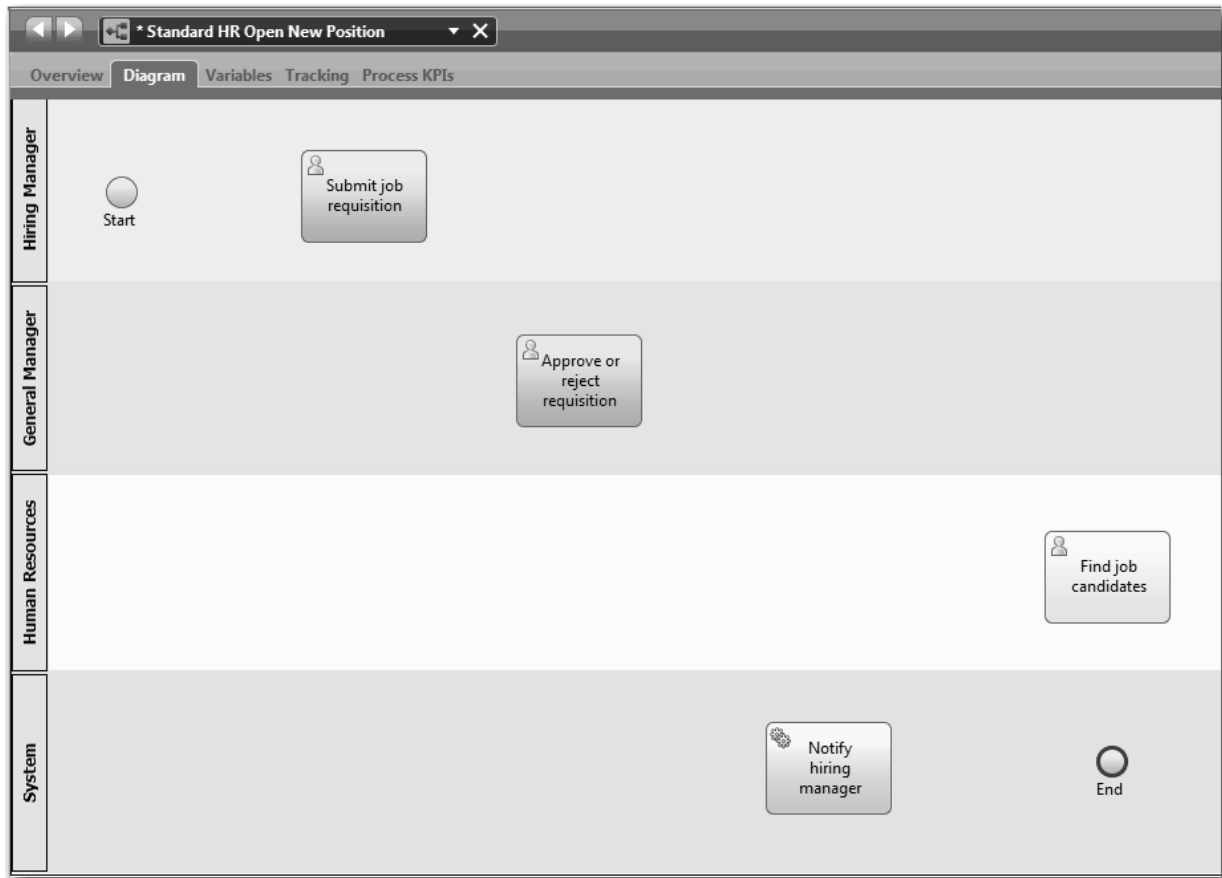 * Standard HR Open New Position
Overview Diagram Variables Tracking Process KPIs
Hiring Manager
Start
Submit job
requisition
General Manager
Approve or
reject
requisition
Human Resources
Find job
candidates
System
Notify
hiring
manager
End